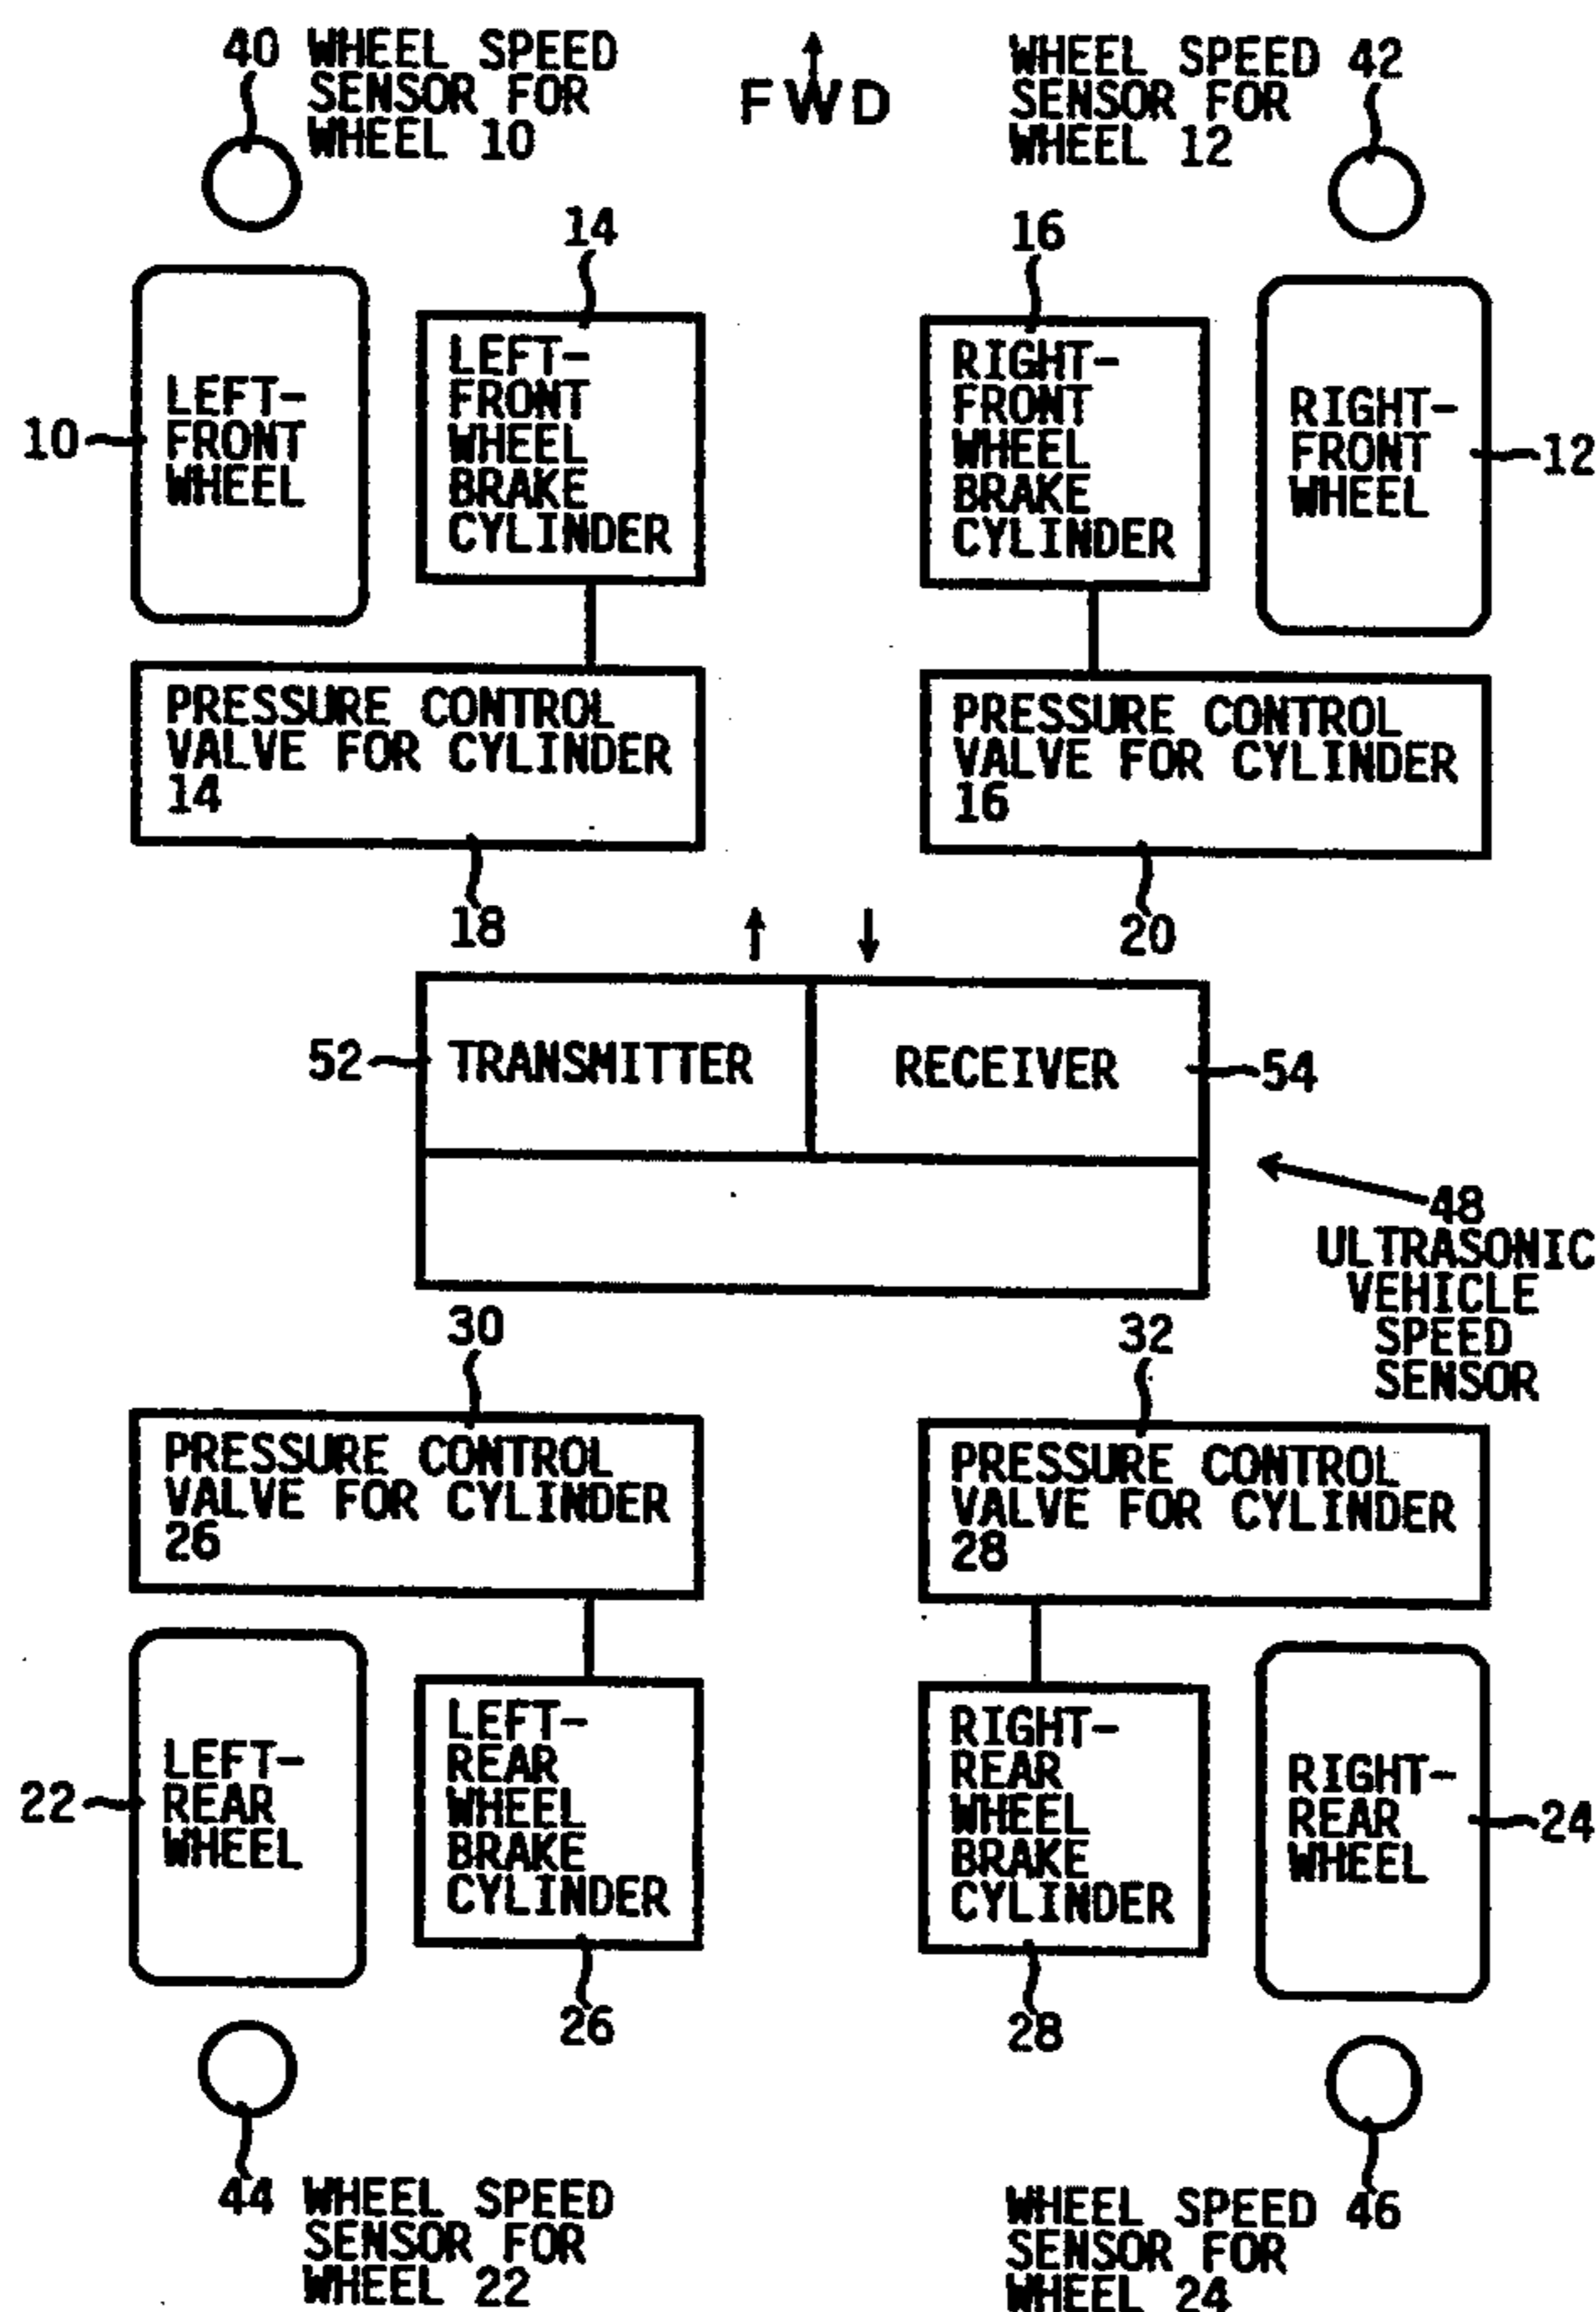 40 WHEEL SPEED
SENSOR FOR
WHEEL 10
FWD
WHEEL SPEED 42
SENSOR FOR
WHEEL 12
14
16
LEFT-
FRONT
WHEEL
10
LEFT-
FRONT
WHEEL
BRAKE
CYLINDER
RIGHT-
FRONT
WHEEL
BRAKE
CYLINDER
RIGHT-
FRONT
WHEEL
12
PRESSURE CONTROL
VALVE FOR CYLINDER
14
PRESSURE CONTROL
VALVE FOR CYLINDER
16
18
20
52
TRANSMITTER
RECEIVER
54
48
ULTRASONIC
VEHICLE
SPEED
SENSOR
30
32
PRESSURE CONTROL
VALVE FOR CYLINDER
26
PRESSURE CONTROL
VALVE FOR CYLINDER
28
22
LEFT-
REAR
WHEEL
LEFT-
REAR
WHEEL
BRAKE
CYLINDER
RIGHT-
REAR
WHEEL
BRAKE
CYLINDER
RIGHT-
REAR
WHEEL
24
26
28
44 WHEEL SPEED
SENSOR FOR
WHEEL 22
WHEEL SPEED 46
SENSOR FOR
WHEEL 24